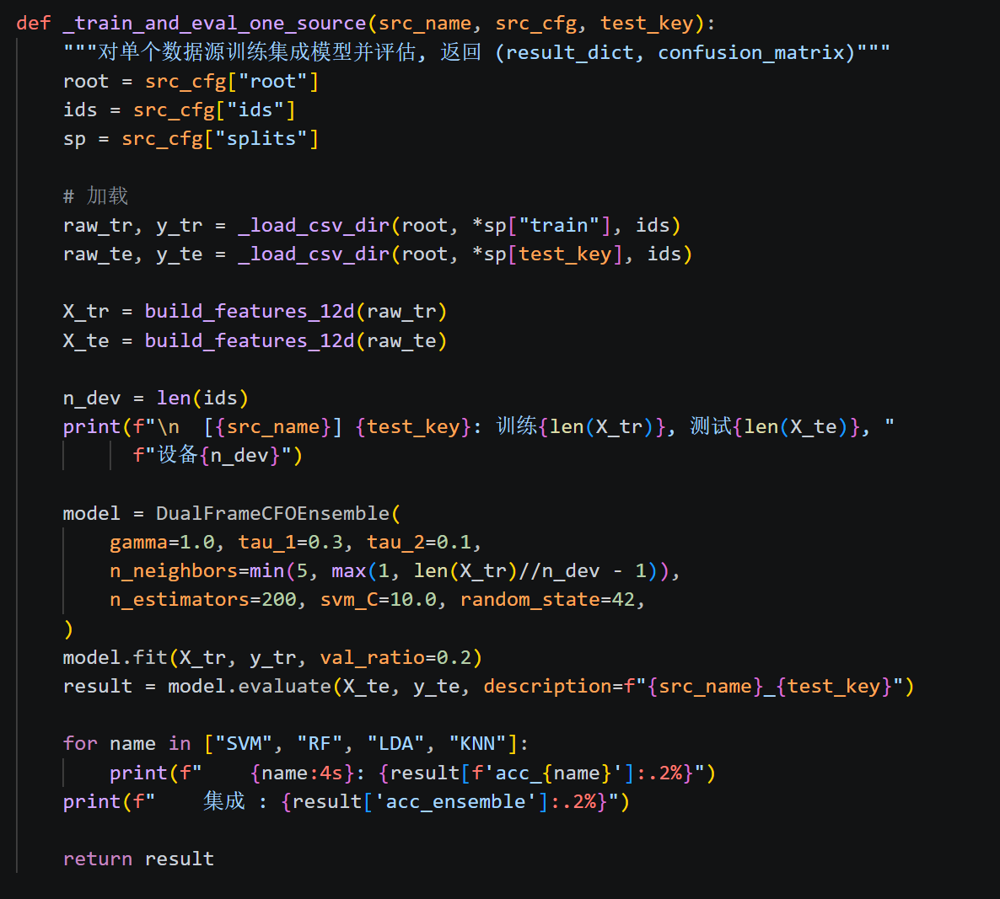 def _train_and_eval_one_source(src_name, src_cfg, test_key):
    """对单个数据源训练集成模型并评估, 返回 (result_dict, confusion_matrix)"""
    root = src_cfg["root"]
    ids = src_cfg["ids"]
    sp = src_cfg["splits"]

    # 加载
    raw_tr, y_tr = _load_csv_dir(root, *sp["train"], ids)
    raw_te, y_te = _load_csv_dir(root, *sp[test_key], ids)

    X_tr = build_features_12d(raw_tr)
    X_te = build_features_12d(raw_te)

    n_dev = len(ids)
    print(f"\n  [{src_name}] {test_key}: 训练{len(X_tr)}, 测试{len(X_te)}, "
          f"设备{n_dev}")

    model = DualFrameCFOEnsemble(
        gamma=1.0, tau_1=0.3, tau_2=0.1,
        n_neighbors=min(5, max(1, len(X_tr)//n_dev - 1)),
        n_estimators=200, svm_C=10.0, random_state=42,
    )
    model.fit(X_tr, y_tr, val_ratio=0.2)
    result = model.evaluate(X_te, y_te, description=f"{src_name}_{test_key}")

    for name in ["SVM", "RF", "LDA", "KNN"]:
        print(f"    {name:4s}: {result[f'acc_{name}']:.2%}")
    print(f"    集成 : {result['acc_ensemble']:.2%}")

    return result